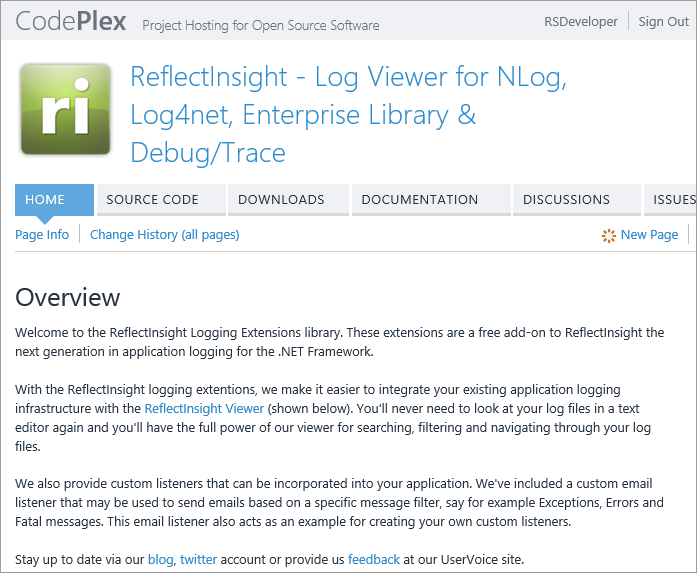 CodePlex Project Hosting for Open Source Software RSDeveloper Sign Out
ri
ReflectInsight - Log Viewer for NLog,
Log4net, Enterprise Library &
Debug/Trace
HOME SOURCE CODE DOWNLOADS DOCUMENTATION DISCUSSIONS ISSUES
Page Info Change History (all pages) New Page
Overview
Welcome to the ReflectInsight Logging Extensions library. These extensions are a free add-on to ReflectInsight the
next generation in application logging for the .NET Framework.
With the ReflectInsight logging extentions, we make it easier to integrate your existing application logging
infrastructure with the ReflectInsight Viewer (shown below). You'll never need to look at your log files in a text
editor again and you'll have the full power of our viewer for searching, filtering and navigating through your log
files.
We also provide custom listeners that can be incorporated into your application. We've included a custom email
listener that may be used to send emails based on a specific message filter, say for example Exceptions, Errors and
Fatal messages. This email listener also acts as an example for creating your own custom listeners.
Stay up to date via our blog, twitter account or provide us feedback at our UserVoice site.